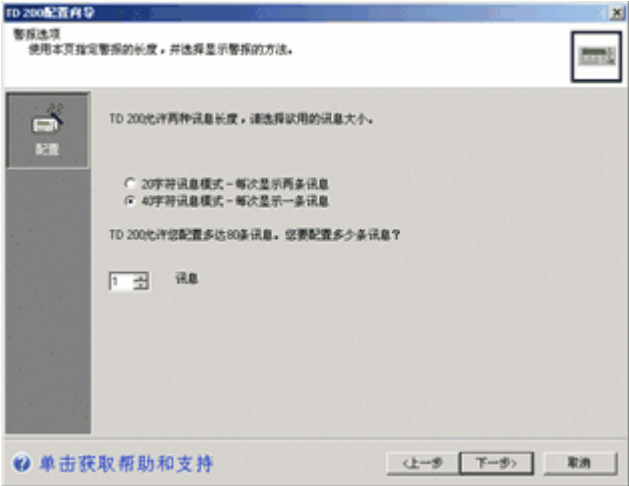 TD 200配置向导
警报选项
使用本页指定警报的长度，并选择显示警报的方法。
配置
TD 200允许两种讯息长度，请选择欲用的讯息大小。
20字符讯息模式 - 每次显示两条讯息
40字符讯息模式 - 每次显示一条讯息
TD 200允许您配置多达80条讯息。您要配置多少条讯息？
1 讯息
单击获取帮助和支持
<上一步 下一步> 取消